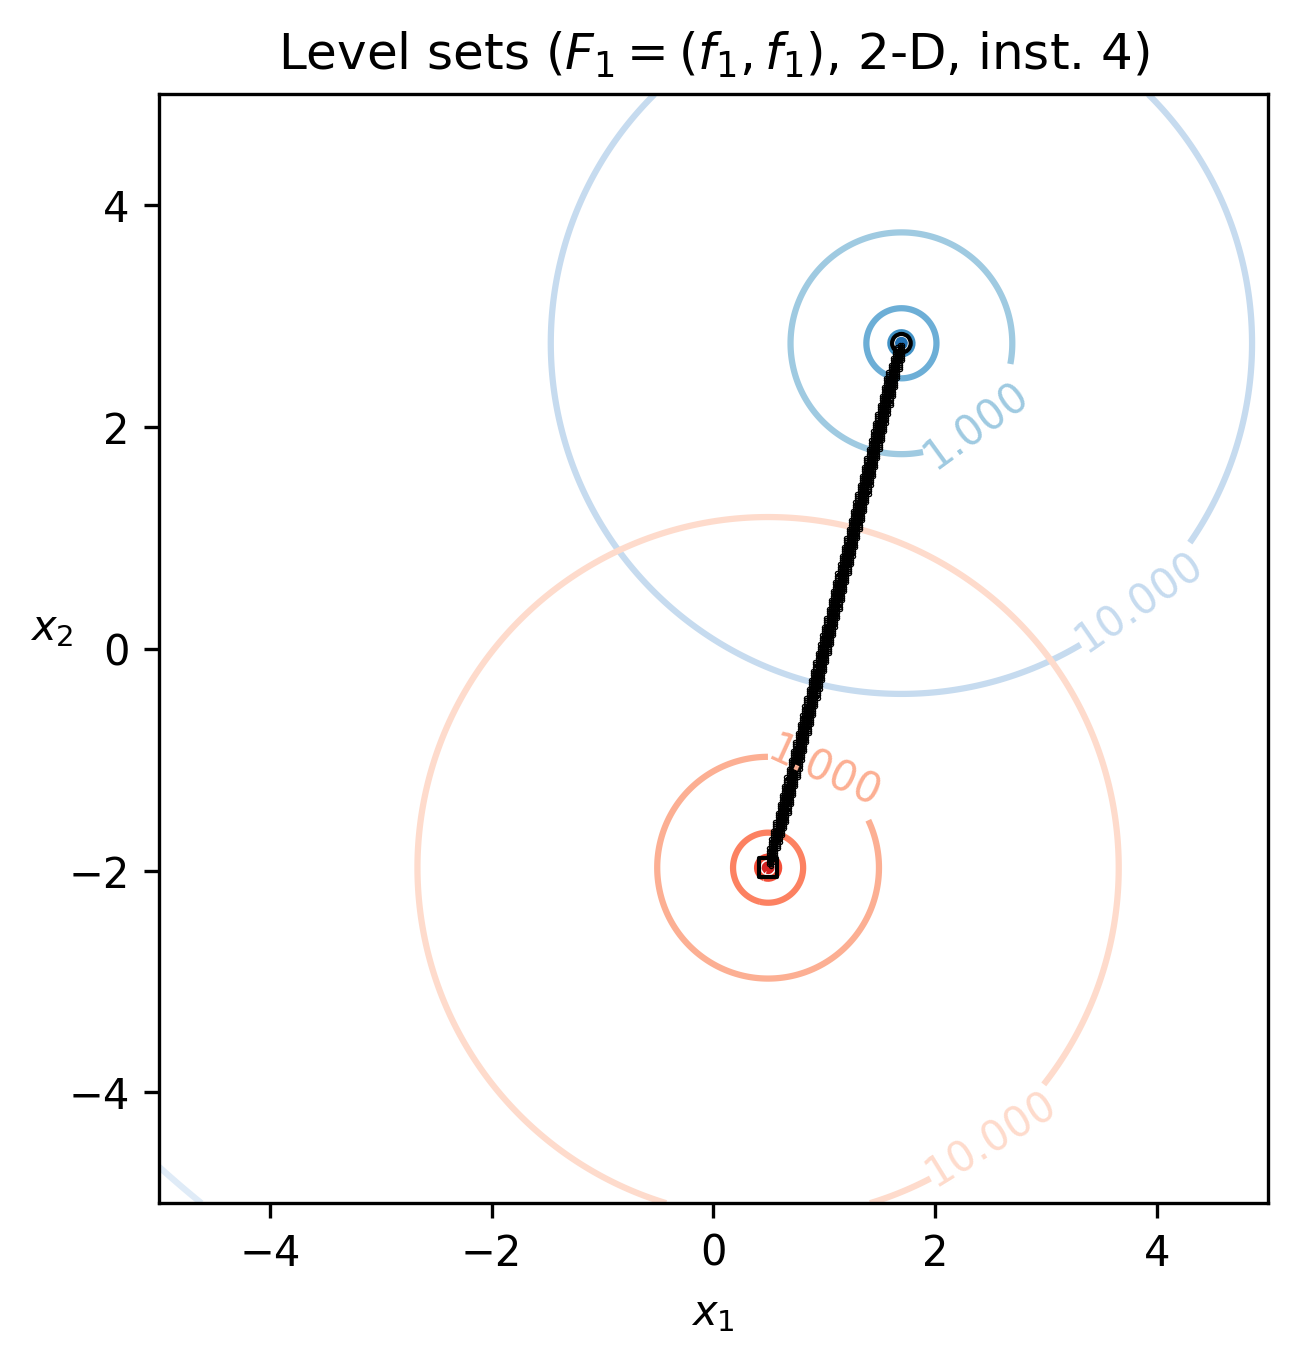 Level sets (F₁ = (f₁, f₁), 2-D, inst. 4)
4
2
0
−2
−4
x₂
1.000
10.000
1.000
10.000
−4 −2 0 2 4
x₁